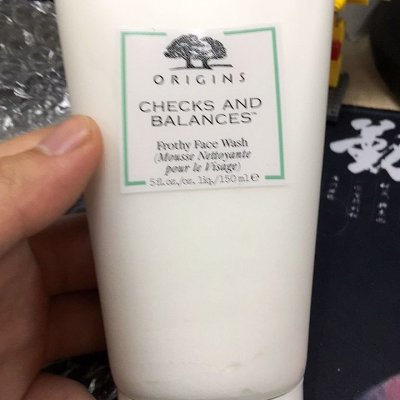 ORIGINS
CHECKS AND
BALANCES™
Frothy Face Wash
(Mousse Nettoyante
pour le Visage)
5 fl.oz./oz. liq./150 ml ℮